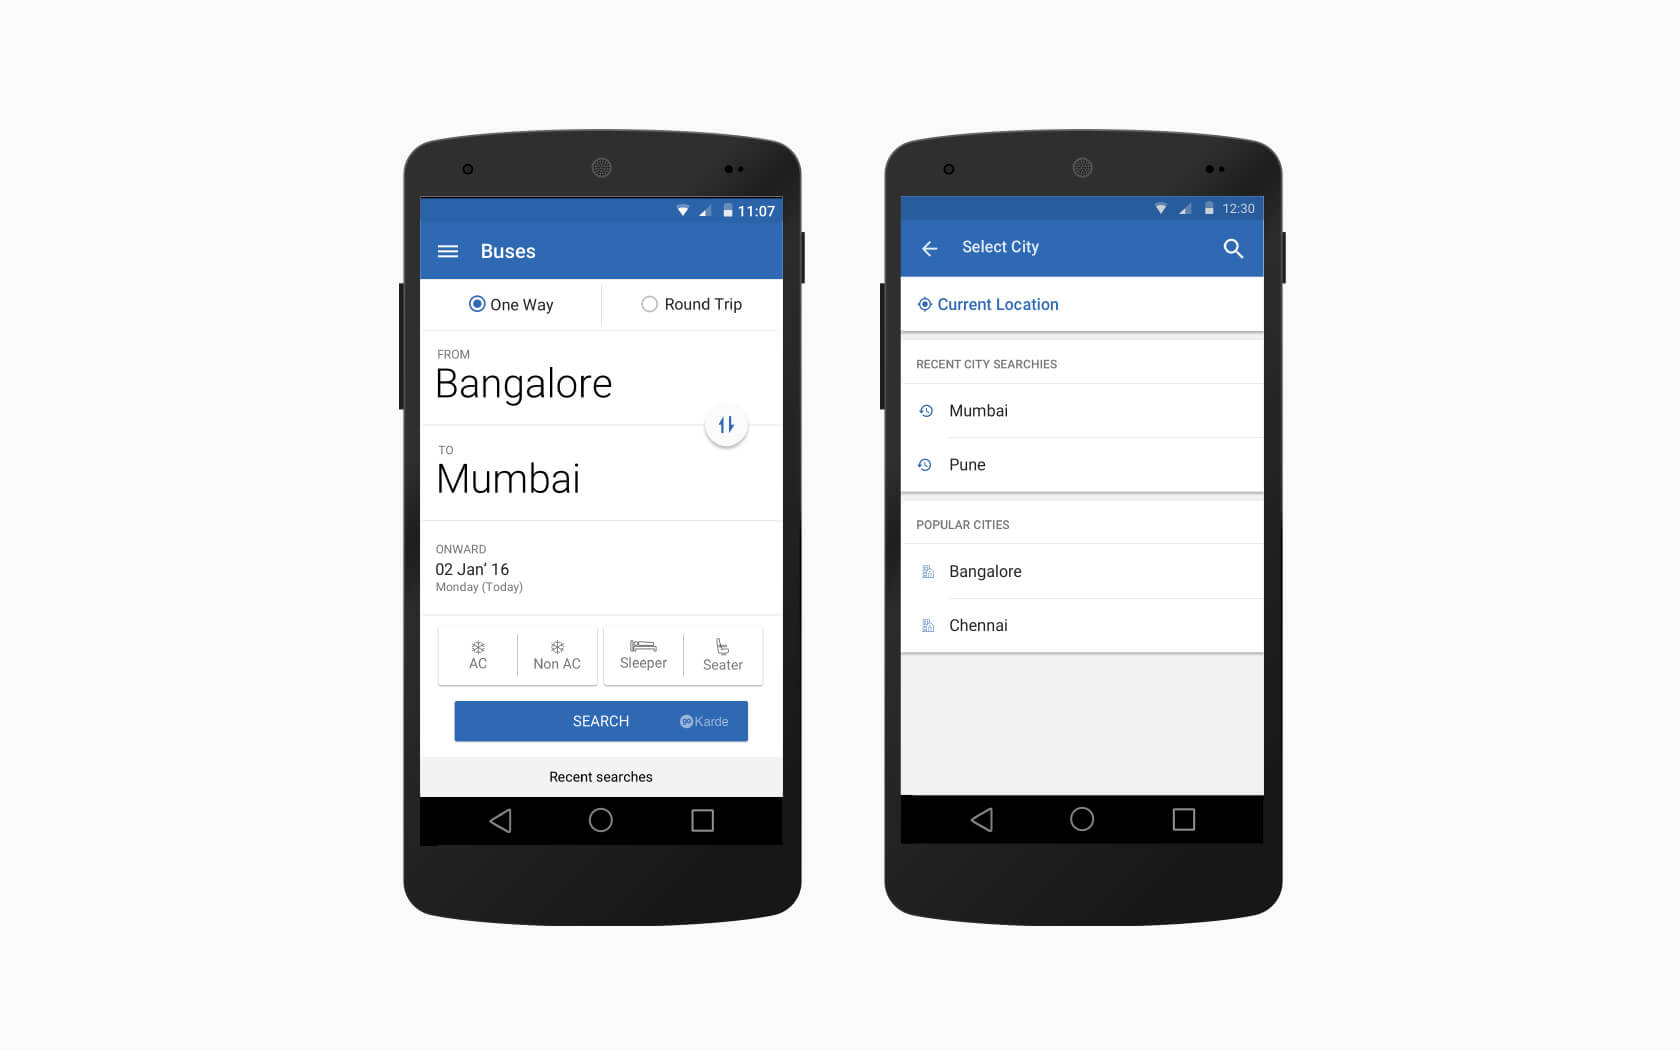 11:07
Buses
One Way
Round Trip
FROM
Bangalore
TO
Mumbai
ONWARD
02 Jan’ 16
Monday (Today)
AC
Non AC
Sleeper
Seater
SEARCH
GO Karde
Recent searches
12:30
Select City
Current Location
RECENT CITY SEARCHIES
Mumbai
Pune
POPULAR CITIES
Bangalore
Chennai